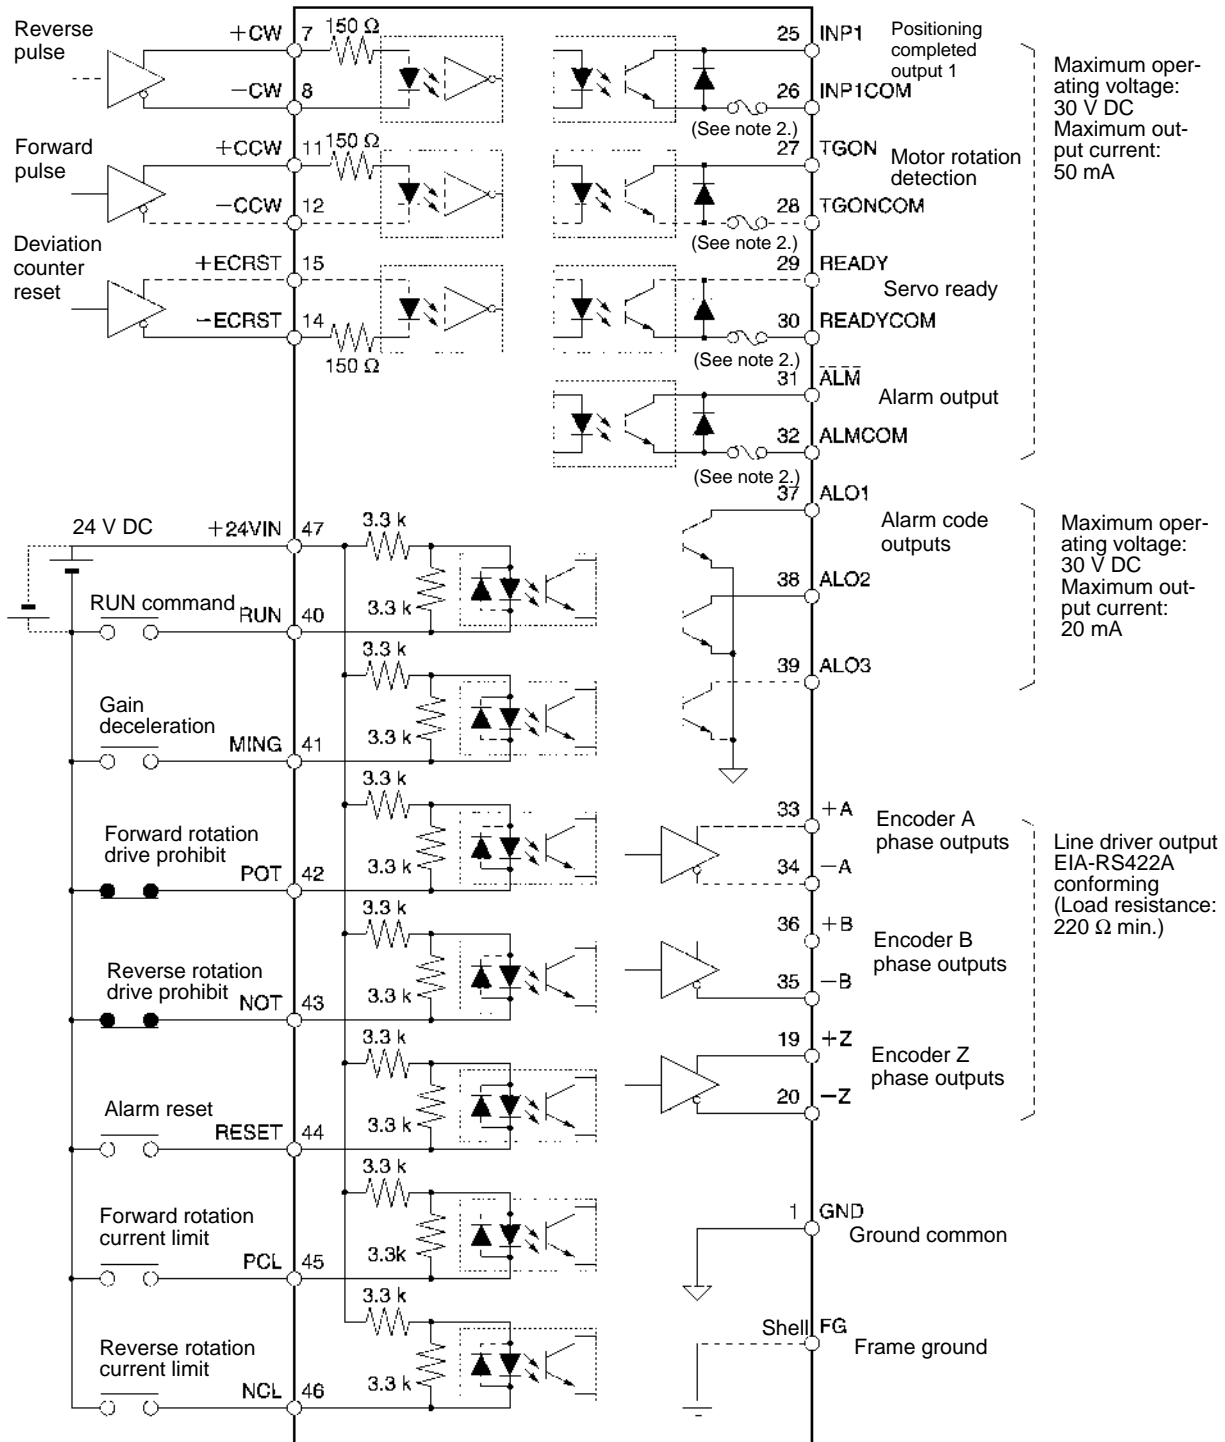 Reverse
pulse
+CW 7 150 Ω
−CW 8
Forward
pulse
+CCW 11 150 Ω
−CCW 12
Deviation
counter
reset
+ECRST 15
−ECRST 14
150 Ω
24 V DC
+24VIN 47 3.3 k
RUN command
RUN 40 3.3 k
3.3 k
Gain
deceleration
MING 41 3.3 k
3.3 k
Forward rotation
drive prohibit
POT 42 3.3 k
3.3 k
Reverse rotation
drive prohibit
NOT 43 3.3 k
3.3 k
Alarm reset
RESET 44 3.3 k
3.3 k
Forward rotation
current limit
PCL 45 3.3k
3.3 k
Reverse rotation
current limit
NCL 46 3.3 k
25 INP1
Positioning
completed
output 1
26 INP1COM
(See note 2.)
27 TGON
Motor rotation
detection
28 TGONCOM
(See note 2.)
29 READY
Servo ready
30 READYCOM
(See note 2.)
31 ALM
Alarm output
32 ALMCOM
(See note 2.)
Maximum oper-
ating voltage:
30 V DC
Maximum out-
put current:
50 mA
37 ALO1
Alarm code
outputs
38 ALO2
39 ALO3
Maximum oper-
ating voltage:
30 V DC
Maximum out-
put current:
20 mA
33 +A
Encoder A
phase outputs
34 −A
36 +B
Encoder B
phase outputs
35 −B
19 +Z
Encoder Z
phase outputs
20 −Z
Line driver output
EIA-RS422A
conforming
(Load resistance:
220 Ω min.)
1 GND
Ground common
Shell FG
Frame ground